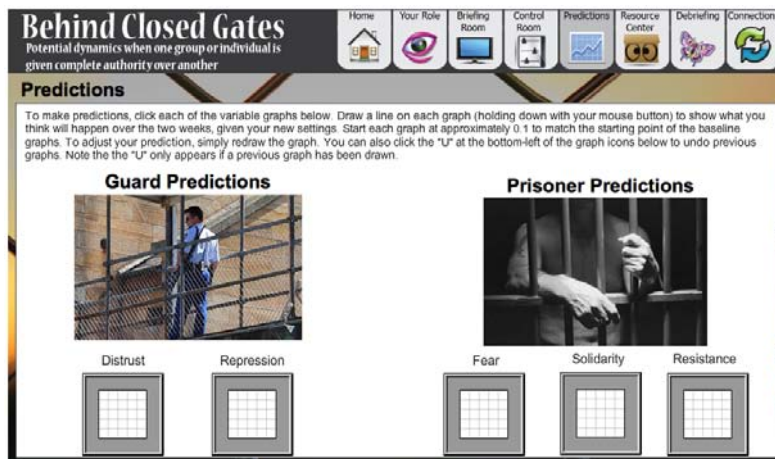 Behind Closed Gates
Potential dynamics when one group or individual is
given complete authority over another
Home
Your Role
Briefing
Room
Control
Room
Predictions
Resource
Center
Debriefing
Connection
Predictions
To make predictions, click each of the variable graphs below. Draw a line on each graph (holding down with your mouse button) to show what you
think will happen over the two weeks, given your new settings. Start each graph at approximately 0.1 to match the starting point of the baseline
graphs. To adjust your prediction, simply redraw the graph. You can also click the "U" at the bottom-left of the graph icons below to undo previous
graphs. Note the the "U" only appears if a previous graph has been drawn.
Guard Predictions
Prisoner Predictions
Distrust
Repression
Fear
Solidarity
Resistance